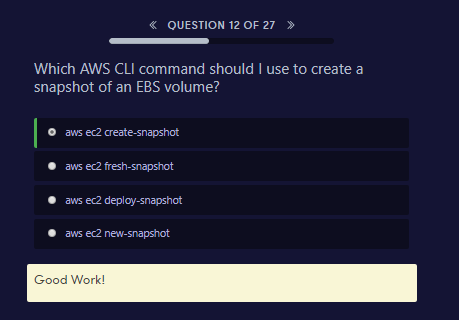 QUESTION 12 OF 27
Which AWS CLI command should I use to create a
snapshot of an EBS volume?
aws ec2 create-snapshot
aws ec2 fresh-snapshot
aws ec2 deploy-snapshot
aws ec2 new-snapshot
Good Work!